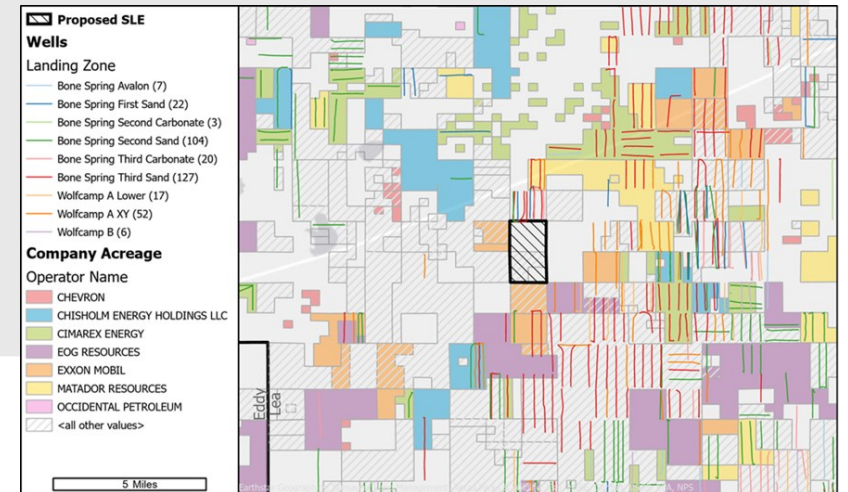 Proposed SLE
Wells
Landing Zone
Bone Spring Avalon (7)
Bone Spring First Sand (22)
Bone Spring Second Carbonate (3)
Bone Spring Second Sand (104)
Bone Spring Third Carbonate (20)
Bone Spring Third Sand (127)
Wolfcamp A Lower (17)
Wolfcamp A XY (52)
Wolfcamp B (6)
Company Acreage
Operator Name
CHEVRON
CHISHOLM ENERGY HOLDINGS LLC
CIMAREX ENERGY
EOG RESOURCES
EXXON MOBIL
MATADOR RESOURCES
OCCIDENTAL PETROLEUM
<all other values>
5 Miles
Eddy
Lea
NPS